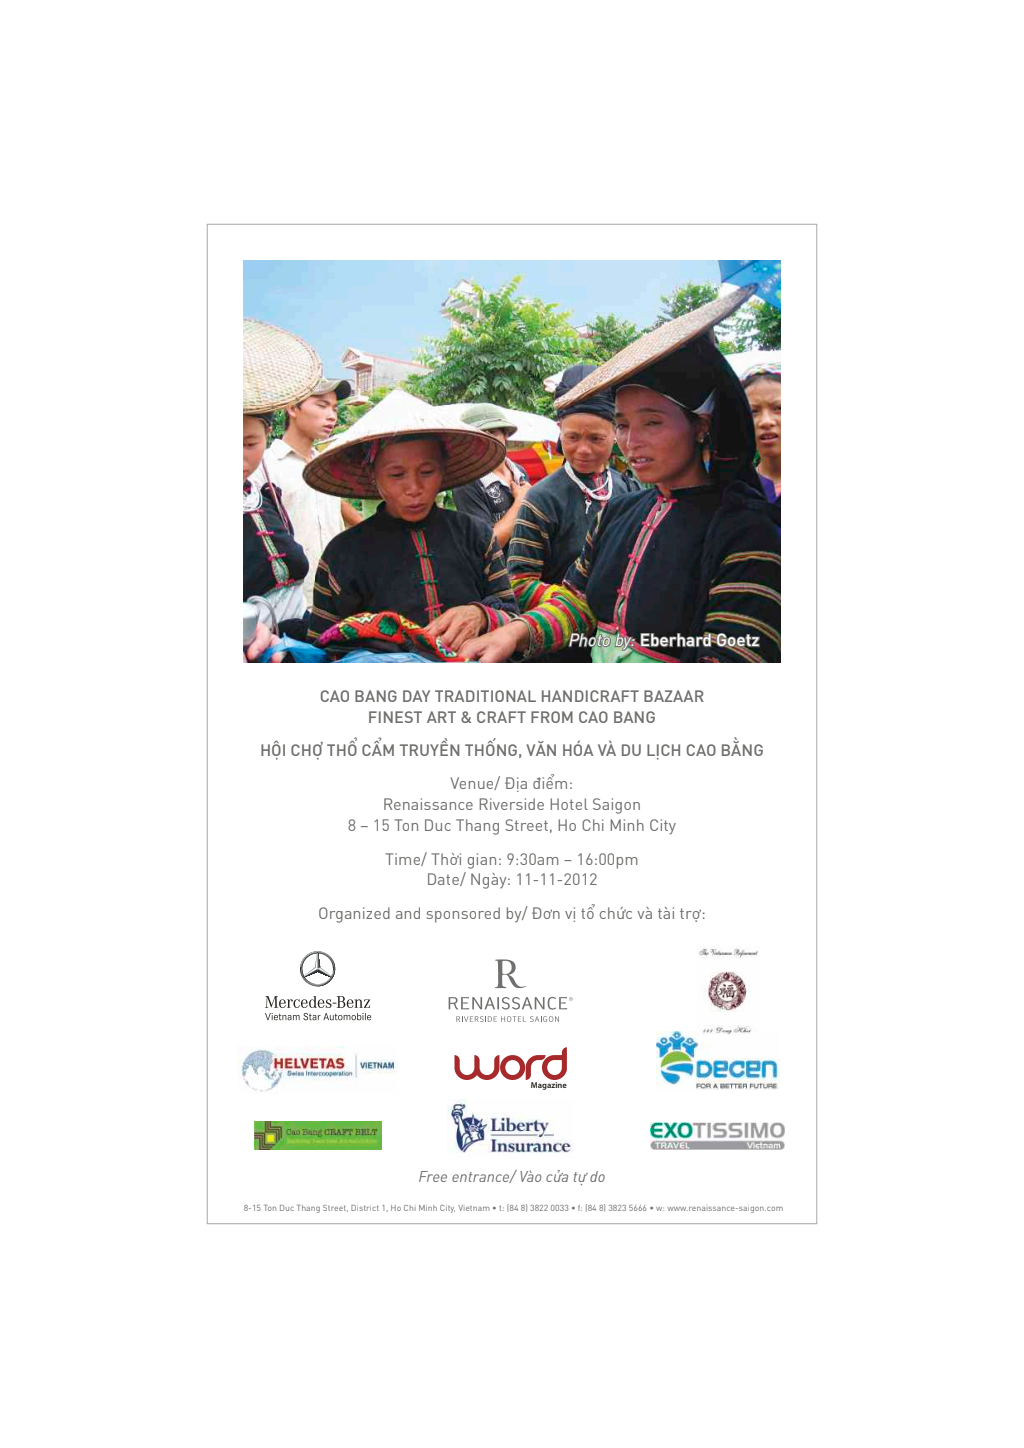 Photo by: Eberhard Goetz
CAO BANG DAY TRADITIONAL HANDICRAFT BAZAAR
FINEST ART & CRAFT FROM CAO BANG
HỘI CHỢ THỔ CẨM TRUYỀN THỐNG, VĂN HÓA VÀ DU LỊCH CAO BẰNG
Venue/ Địa điểm:
Renaissance Riverside Hotel Saigon
8 – 15 Ton Duc Thang Street, Ho Chi Minh City
Time/ Thời gian: 9:30am – 16:00pm
Date/ Ngày: 11-11-2012
Organized and sponsored by/ Đơn vị tổ chức và tài trợ:
Mercedes-Benz
Vietnam Star Automobile
R
RENAISSANCE®
RIVERSIDE HOTEL SAIGON
The Vietnamese Refinement
福
Dong Khoi
HELVETAS VIETNAM
Swiss Intercooperation
word
Magazine
DECEN
FOR A BETTER FUTURE
Cao Bang CRAFT BELT
Liberty
Insurance
EXOTISSIMO
TRAVEL Vietnam
Free entrance/ Vào cửa tự do
8-15 Ton Duc Thang Street, District 1, Ho Chi Minh City, Vietnam • t: (84 8) 3822 0033 • f: (84 8) 3823 5666 • w: www.renaissance-saigon.com